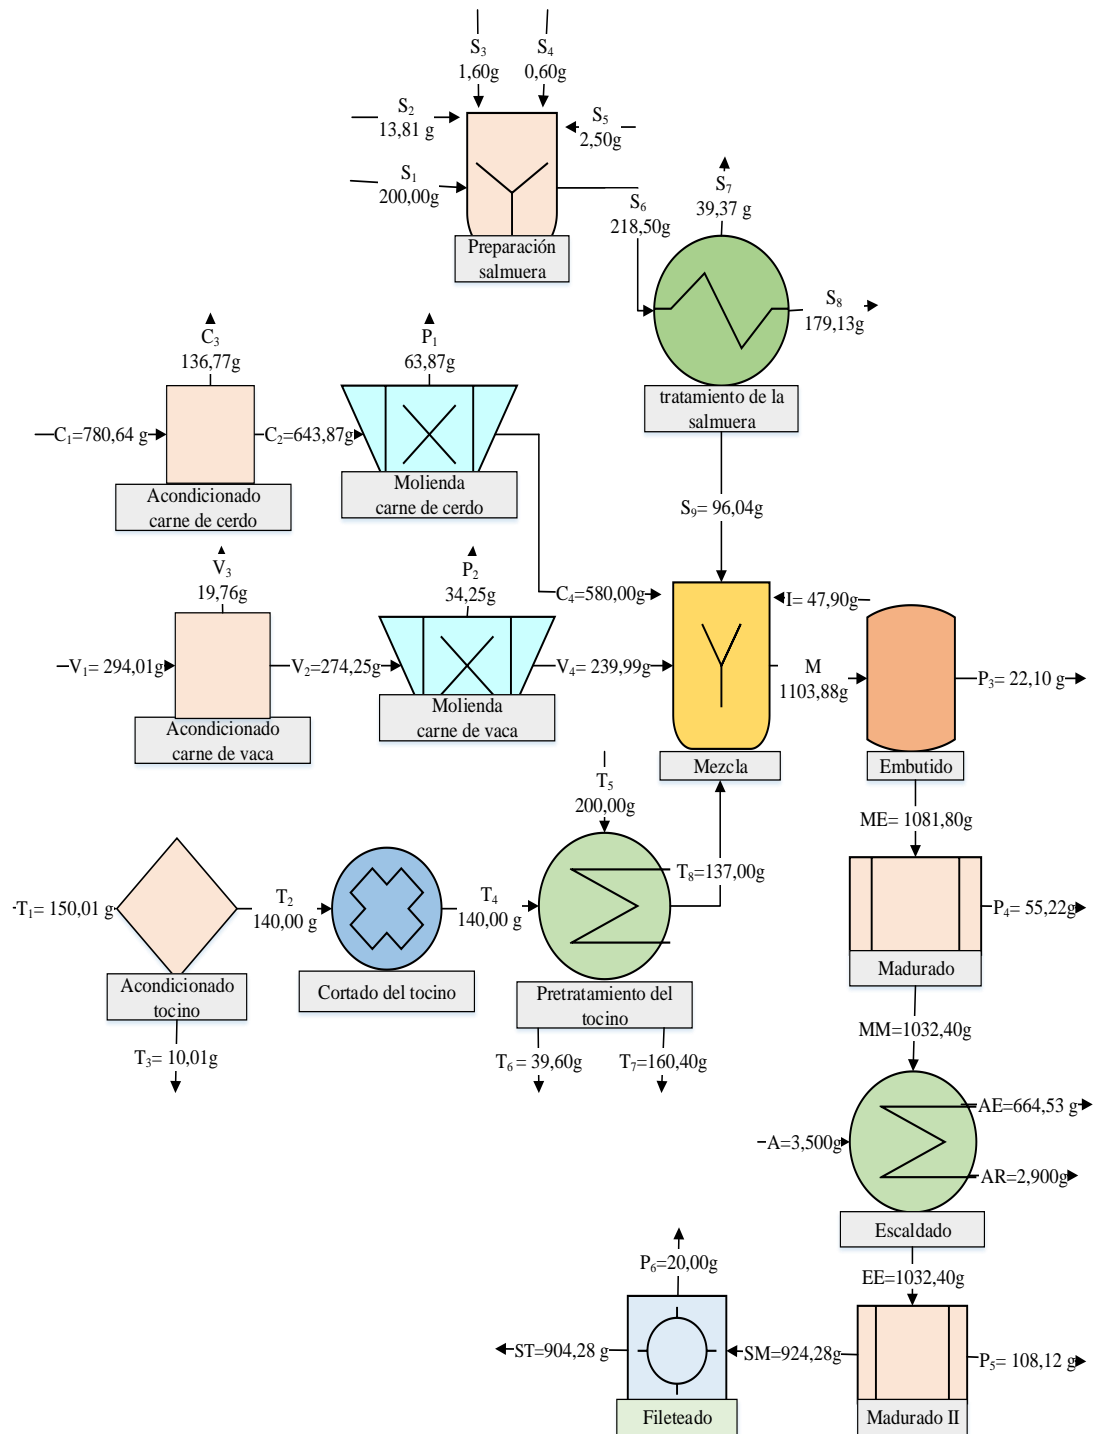 S₃
1,60g
S₄
0,60g
S₂
13,81 g
S₅
2,50g
S₁
200,00g
Preparación
salmuera
S₆
218,50g
S₇
39,37 g
S₈
179,13g
tratamiento de la
salmuera
C₃
136,77g
P₁
63,87g
C₁=780,64 g
C₂=643,87g
Acondicionado
carne de cerdo
Molienda
carne de cerdo
S₉= 96,04g
V₃
19,76g
P₂
34,25g
C₄=580,00g
I= 47,90g
V₁= 294,01g
V₂=274,25g
V₄=239,99g
M
1103,88g
P₃= 22,10 g
Acondicionado
carne de vaca
Molienda
carne de vaca
Mezcla
Embutido
T₅
200,00g
ME= 1081,80g
T₁= 150,01 g
T₂
140,00 g
T₄
140,00 g
T₈=137,00g
P₄= 55,22g
Acondicionado
tocino
Cortado del tocino
Pretratamiento del
tocino
Madurado
T₃= 10,01g
T₆= 39,60g
T₇=160,40g
MM=1032,40g
AE=664,53 g
A=3,500g
AR=2,900g
Escaldado
P₆=20,00g
EE=1032,40g
ST=904,28 g
SM=924,28g
P₅= 108,12 g
Fileteado
Madurado II